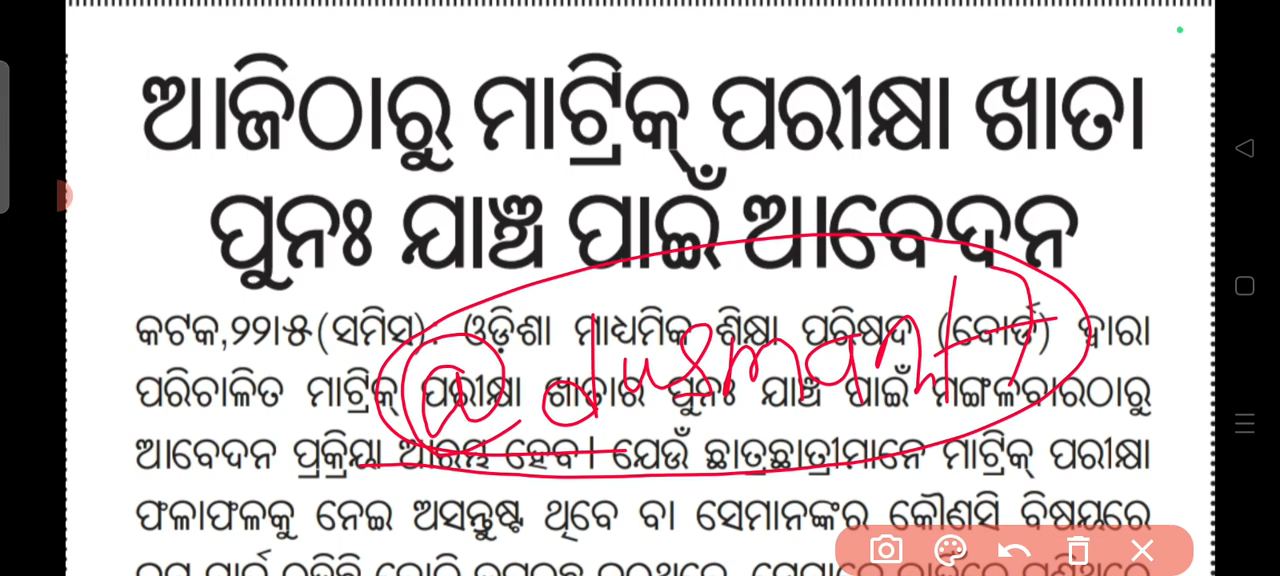 ଆଜିଠାରୁ ମାଟ୍ରିକ୍ ପରୀକ୍ଷା ଖାତା
ପୁନଃ ଯାଞ୍ଚ ପାଇଁ ଆବେଦନ
କଟକ,୨୨।୫(ସମିସ): ଓଡ଼ିଶା ମାଧ୍ୟମିକ ଶିକ୍ଷା ପରିଷଦ (ବୋର୍ଡ) ଦ୍ୱାରା
ପରିଚାଳିତ ମାଟ୍ରିକ୍ ପରୀକ୍ଷା ଖାତାର ପୁନଃ ଯାଞ୍ଚ ପାଇଁ ମଙ୍ଗଳବାରଠାରୁ
@dusmant7
ଆବେଦନ ପ୍ରକ୍ରିୟା ଆରମ୍ଭ ହେବ। ଯେଉଁ ଛାତ୍ରଛାତ୍ରୀମାନେ ମାଟ୍ରିକ୍ ପରୀକ୍ଷା
ଫଳାଫଳକୁ ନେଇ ଅସନ୍ତୁଷ୍ଟ ଥିବେ ବା ସେମାନଙ୍କର କୌଣସି ବିଷୟରେ